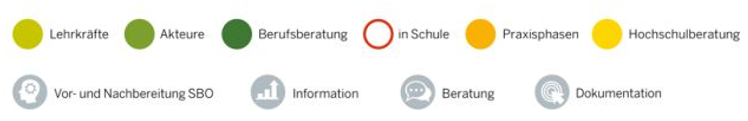 Lehrkräfte Akteure Berufsberatung in Schule Praxisphasen Hochschulberatung
Vor- und Nachbereitung SBO Information Beratung Dokumentation